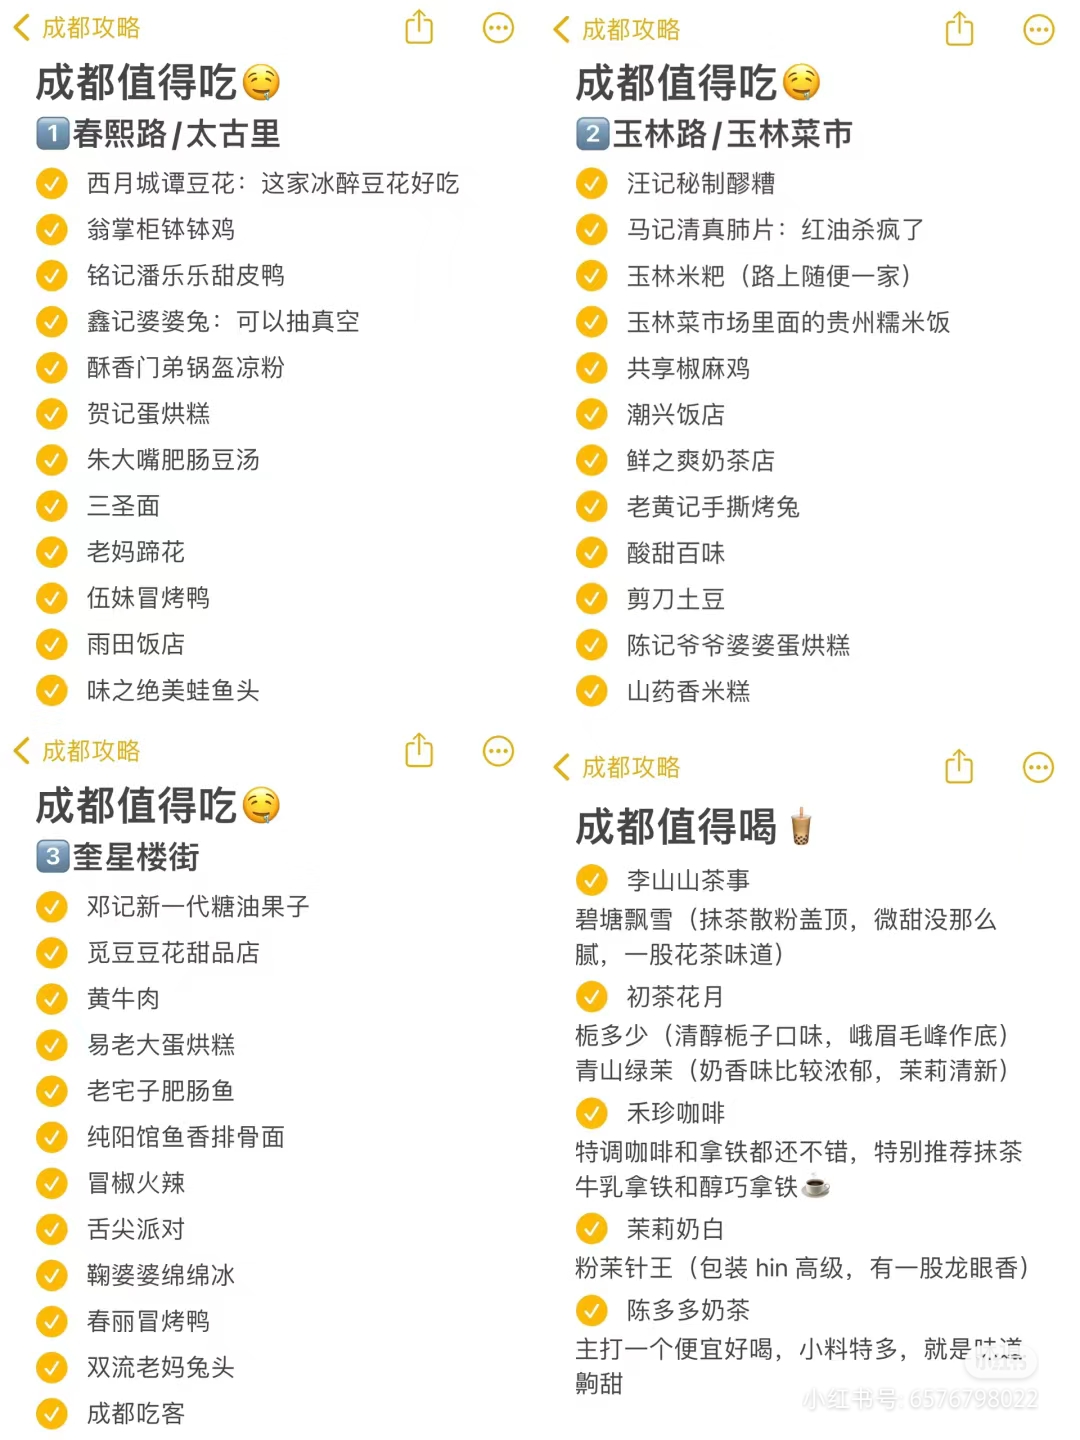 成都攻略
成都值得吃🤤
1️⃣春熙路/太古里
西月城谭豆花：这家冰醉豆花好吃
翁掌柜钵钵鸡
铭记潘乐乐甜皮鸭
鑫记婆婆兔：可以抽真空
酥香门弟锅盔凉粉
贺记蛋烘糕
朱大嘴肥肠豆汤
三圣面
老妈蹄花
伍妹冒烤鸭
雨田饭店
味之绝美蛙鱼头
成都攻略
成都值得吃🤤
2️⃣玉林路/玉林菜市
汪记秘制醪糟
马记清真肺片：红油杀疯了
玉林米粑（路上随便一家）
玉林菜市场里面的贵州糯米饭
共享椒麻鸡
潮兴饭店
鲜之爽奶茶店
老黄记手撕烤兔
酸甜百味
剪刀土豆
陈记爷爷婆婆蛋烘糕
山药香米糕
成都攻略
成都值得吃🤤
3️⃣奎星楼街
邓记新一代糖油果子
觅豆豆花甜品店
黄牛肉
易老大蛋烘糕
老宅子肥肠鱼
纯阳馆鱼香排骨面
冒椒火辣
舌尖派对
鞠婆婆绵绵冰
春丽冒烤鸭
双流老妈兔头
成都吃客
成都攻略
成都值得喝🧋
李山山茶事
碧塘飘雪（抹茶散粉盖顶，微甜没那么
腻，一股花茶味道）
初茶花月
栀多少（清醇栀子口味，峨眉毛峰作底）
青山绿茉（奶香味比较浓郁，茉莉清新）
禾珍咖啡
特调咖啡和拿铁都还不错，特别推荐抹茶
牛乳拿铁和醇巧拿铁☕
茉莉奶白
粉茉针王（包装 hin 高级，有一股龙眼香）
陈多多奶茶
主打一个便宜好喝，小料特多，就是味道
齁甜
小红书
小红书号: 6576798022